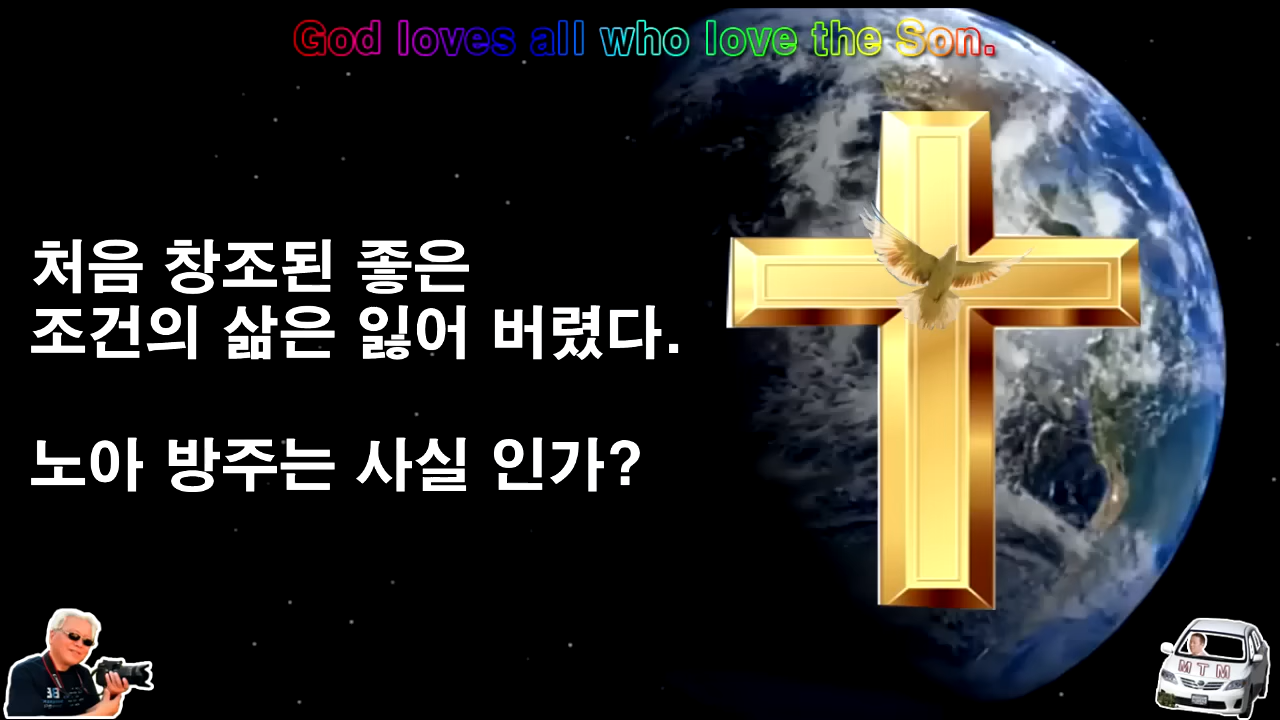 God loves all who love the Son.
처음 창조된 좋은
조건의 삶은 잃어 버렸다.
노아 방주는 사실 인가?
M T M